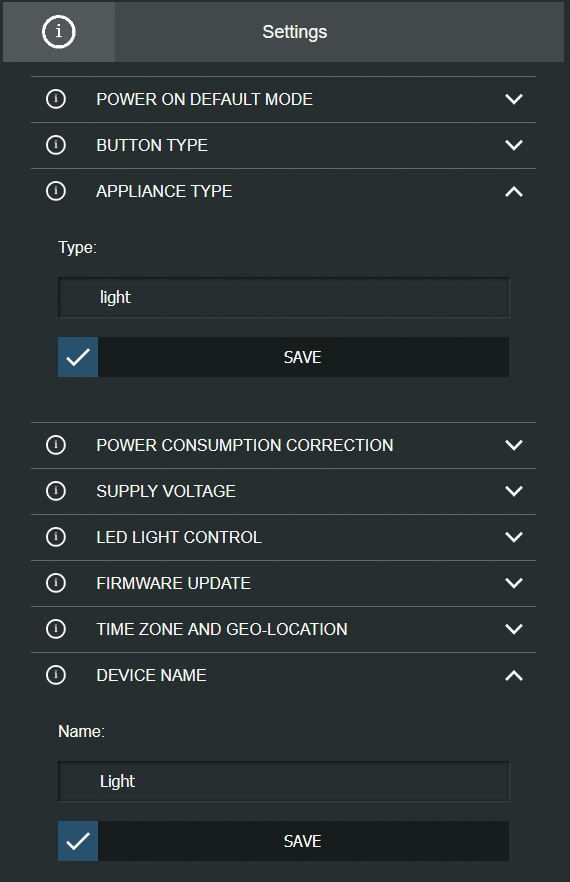 Settings
POWER ON DEFAULT MODE
BUTTON TYPE
APPLIANCE TYPE
Type:
light
SAVE
POWER CONSUMPTION CORRECTION
SUPPLY VOLTAGE
LED LIGHT CONTROL
FIRMWARE UPDATE
TIME ZONE AND GEO-LOCATION
DEVICE NAME
Name:
Light
SAVE